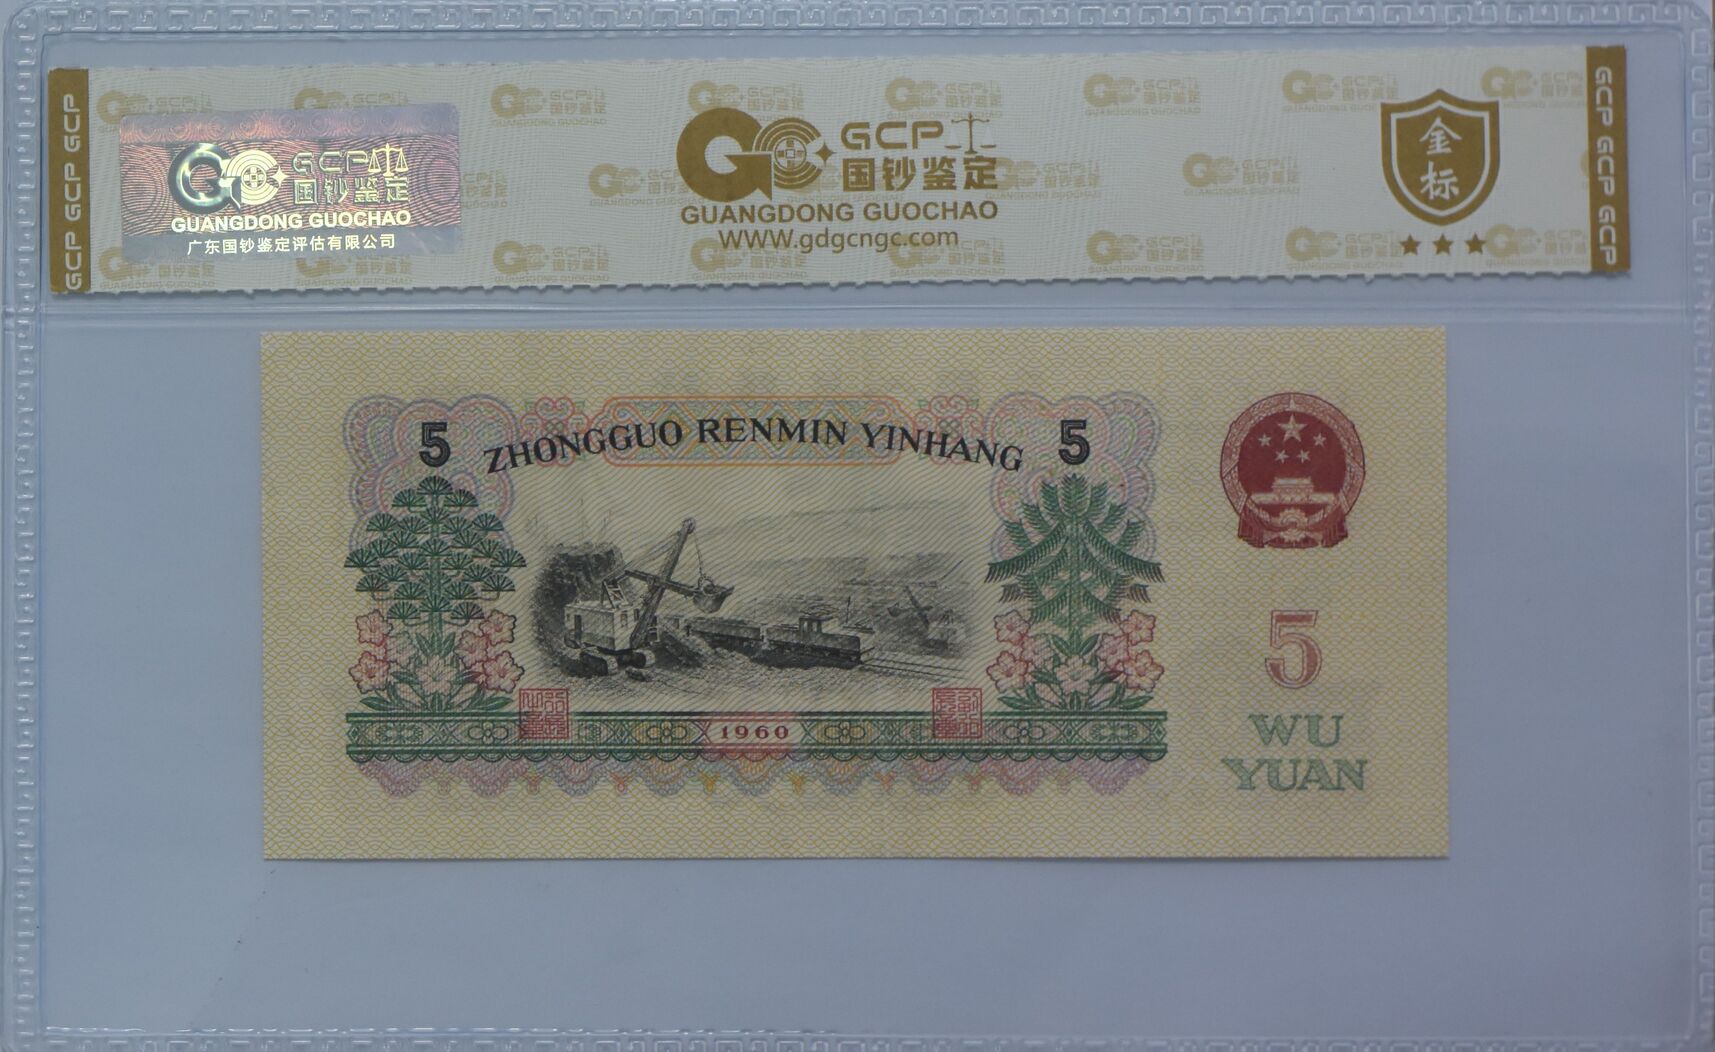 GCP GCP GCP
GCP
国钞鉴定
GUANGDONG GUOCHAO
广东国钞鉴定评估有限公司
GCP
国钞鉴定
GUANGDONG GUOCHAO
WWW.gdgcngc.com
金标
GCP GCP GCP
5 ZHONGGUO RENMIN YINHANG 5
1960
5
WU
YUAN